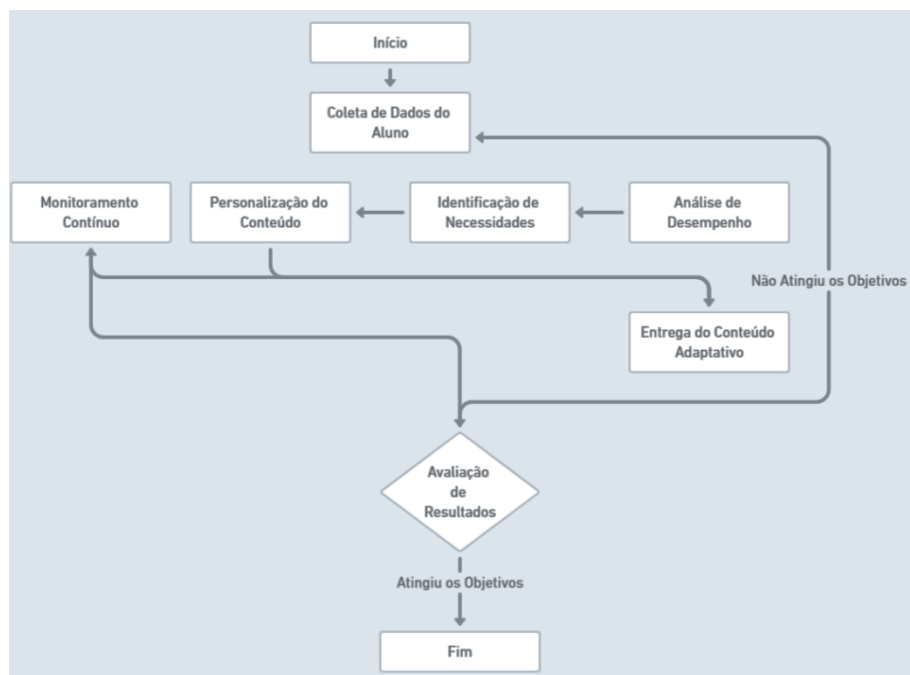 Início
Coleta de Dados do
Aluno
Monitoramento
Contínuo
Personalização do
Conteúdo
Identificação de
Necessidades
Análise de
Desempenho
Não Atingiu os Objetivos
Entrega do Conteúdo
Adaptativo
Avaliação
de
Resultados
Atingiu os Objetivos
Fim